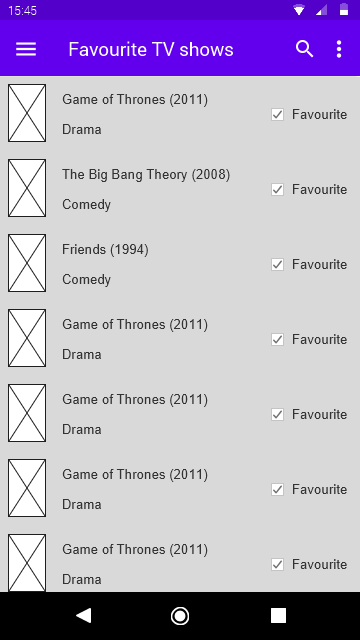 15:45
Favourite TV shows
Game of Thrones (2011)
Drama
Favourite
The Big Bang Theory (2008)
Comedy
Favourite
Friends (1994)
Comedy
Favourite
Game of Thrones (2011)
Drama
Favourite
Game of Thrones (2011)
Drama
Favourite
Game of Thrones (2011)
Drama
Favourite
Game of Thrones (2011)
Drama
Favourite